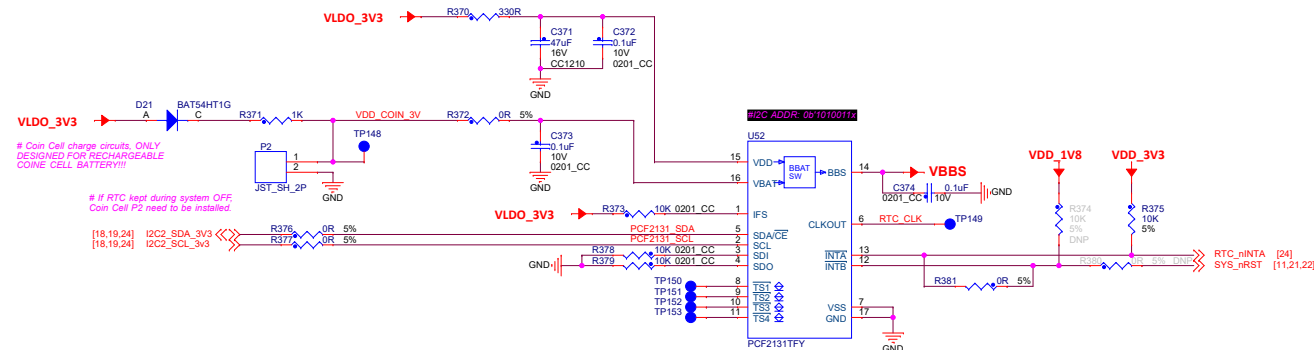 VLDO_3V3
R370
330R
C371
47uF
16V
CC1210
C372
0.1uF
10V
0201_CC
GND
D21
BAT54HT1G
A
C
VLDO_3V3
R371
1K
VDD_COIN_3V
R372
0R
5%
TP148
# Coin Cell charge circuits, ONLY
DESIGNED FOR RECHARGEABLE
COINE CELL BATTERY!!!
P2
1
2
JST_SH_2P
GND
C373
0.1uF
10V
0201_CC
GND
# If RTC kept during system OFF,
Coin Cell P2 need to be installed.
#I2C ADDR: 0b'1010011x
U52
15
VDD
16
VBAT
BBAT
SW
BBS
14
VBBS
C374
0.1uF
0201_CC
10V
GND
VDD_1V8
VDD_3V3
VLDO_3V3
R373
10K
0201_CC
1
IFS
CLKOUT
6
RTC_CLK
TP149
R374
10K
5%
DNP
R375
10K
5%
[18,19,24]
I2C2_SDA_3V3
R376
0R
5%
PCF2131_SDA
5
SDA/CE
[18,19,24]
I2C2_SCL_3v3
R377
0R
5%
PCF2131_SCL
2
SCL
R378
10K
0201_CC
3
SDI
GND
R379
10K
0201_CC
4
SDO
INTA
13
RTC_nINTA
[24]
INTB
12
R380
0R
5%
DNP
SYS_nRST
[11,21,22]
R381
0R
5%
TP150
8
TS1
TP151
9
TS2
TP152
10
TS3
TP153
11
TS4
VSS
7
GND
17
GND
PCF2131TFY